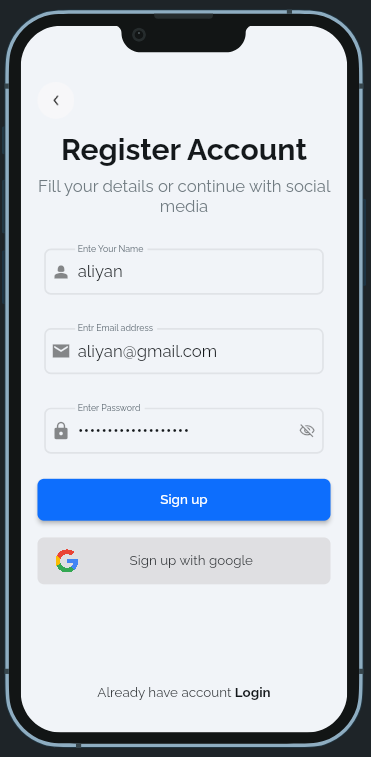 Register Account
Fill your details or continue with social
media
Ente Your Name
aliyan
Entr Email address
aliyan@gmail.com
Enter Password
•••••••••••••••••••
Sign up
Sign up with google
Already have account Login